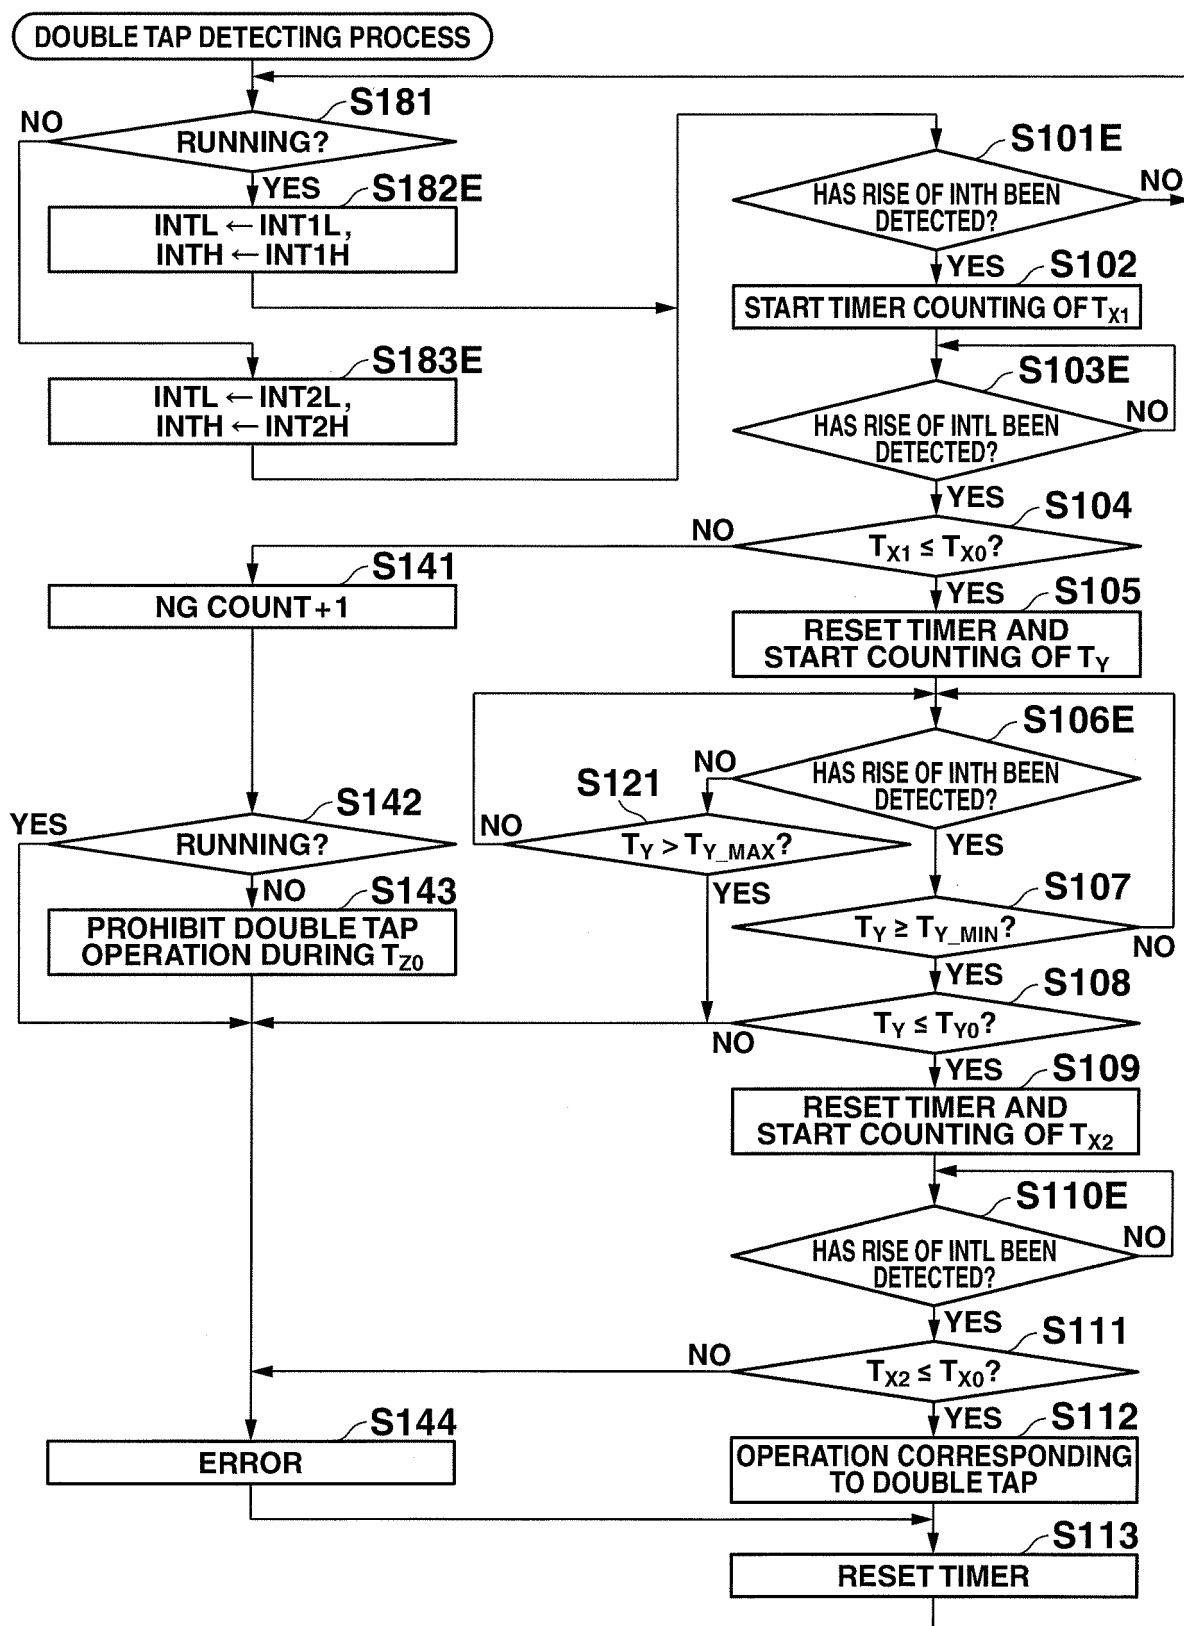 DOUBLE TAP DETECTING PROCESS
S181
NO
RUNNING?
YES
S182E
INTL ← INT1L,
INTH ← INT1H
S183E
INTL ← INT2L,
INTH ← INT2H
S101E
HAS RISE OF INTH BEEN
DETECTED?
NO
YES
S102
START TIMER COUNTING OF TX1
S103E
HAS RISE OF INTL BEEN
DETECTED?
NO
YES
S104
NO
TX1 ≤ TX0?
YES
S105
RESET TIMER AND
START COUNTING OF TY
S141
NG COUNT+1
S106E
NO
HAS RISE OF INTH BEEN
DETECTED?
YES
S121
NO
TY > TY_MAX?
YES
S142
YES
RUNNING?
NO
S143
PROHIBIT DOUBLE TAP
OPERATION DURING TZ0
S107
TY ≥ TY_MIN?
NO
YES
S108
TY ≤ TY0?
NO
YES
S109
RESET TIMER AND
START COUNTING OF TX2
S110E
HAS RISE OF INTL BEEN
DETECTED?
NO
YES
S111
NO
TX2 ≤ TX0?
YES
S112
OPERATION CORRESPONDING
TO DOUBLE TAP
S144
ERROR
S113
RESET TIMER